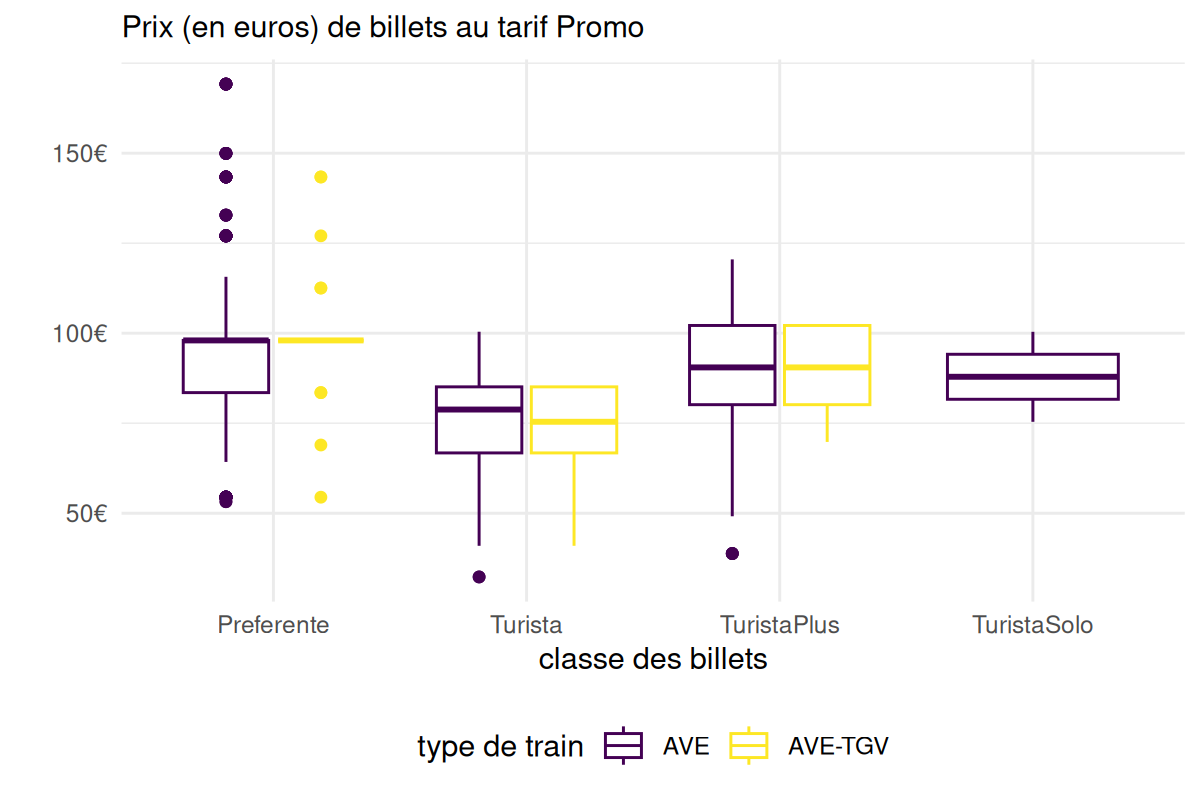 Prix (en euros) de billets au tarif Promo
150€
100€
50€
Preferente Turista TuristaPlus TuristaSolo
classe des billets
type de train AVE AVE-TGV